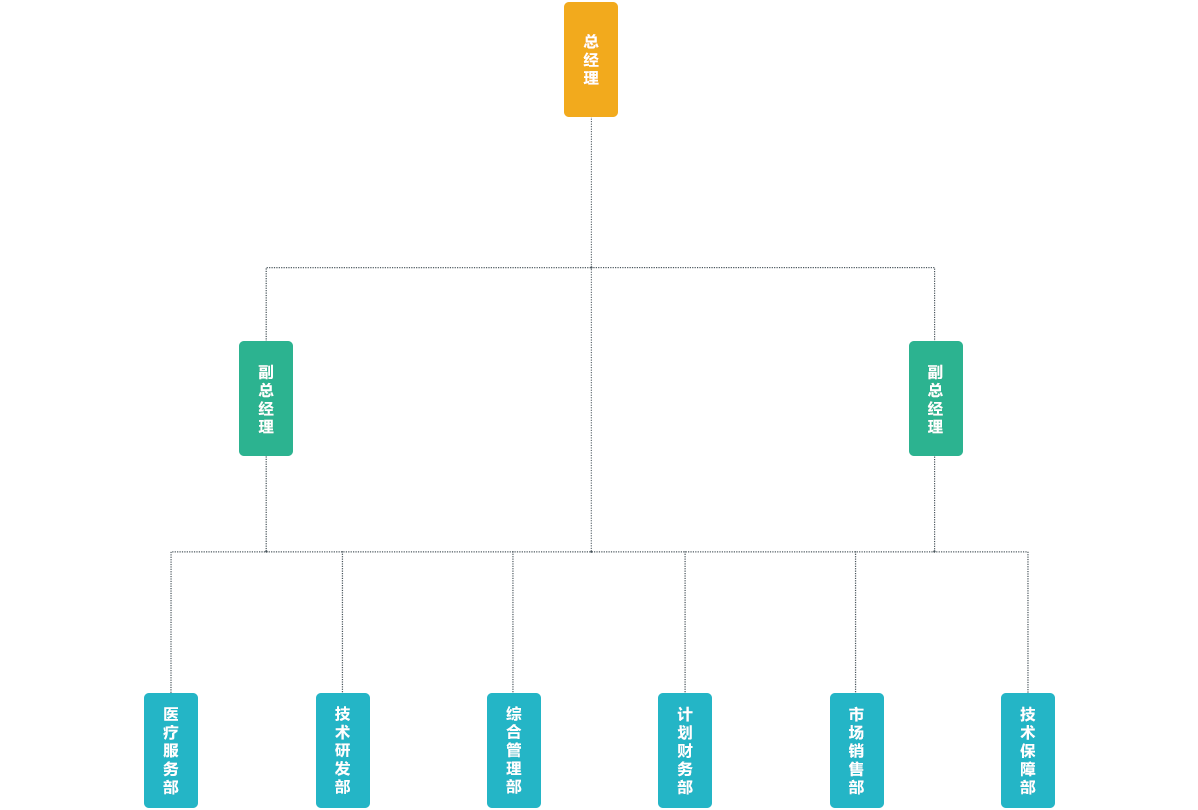 总经理
副总经理
副总经理
医疗服务部
技术研发部
综合管理部
计划财务部
市场销售部
技术保障部